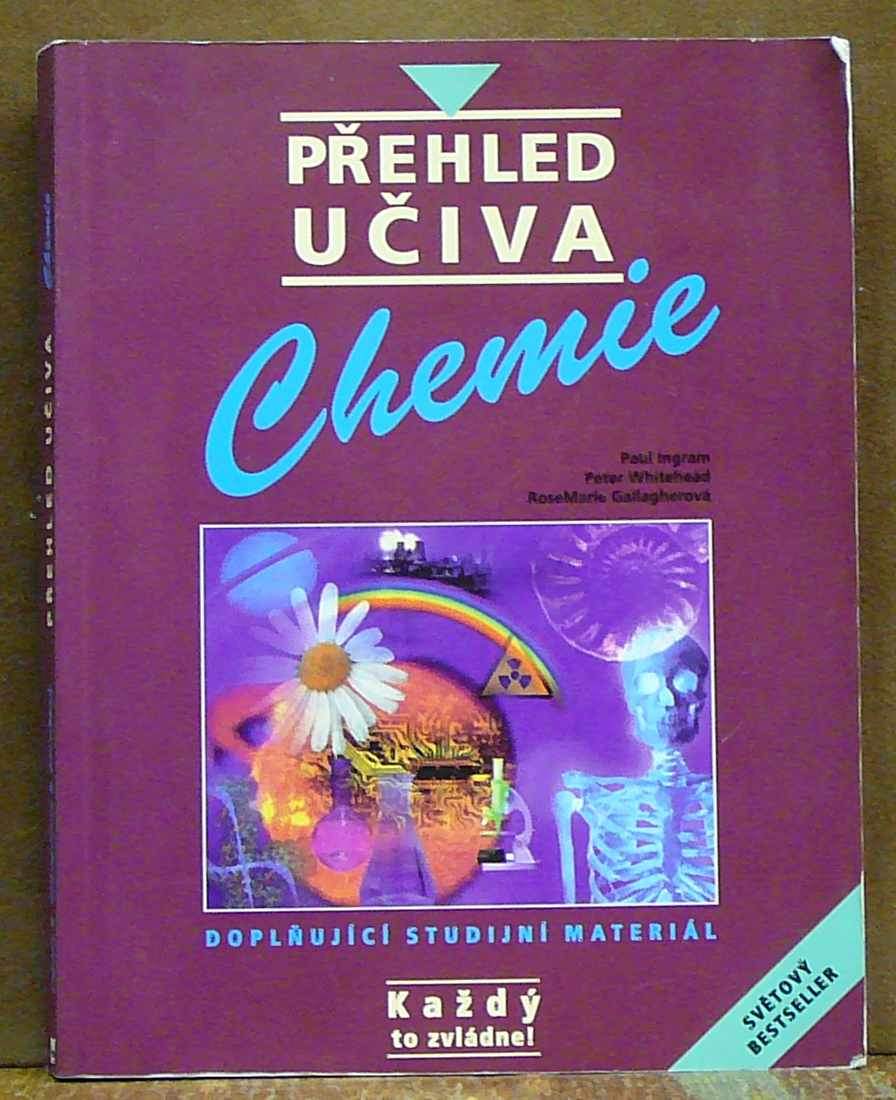 PŘEHLED
UČIVA
Chemie
Paul Ingram
Peter Whitehead
RoseMarie Gallagherová
DOPLŇUJÍCÍ STUDIJNÍ MATERIÁL
Každý
to zvládne!
SVĚTOVÝ
BESTSELLER
PŘEHLED UČIVA Chemie